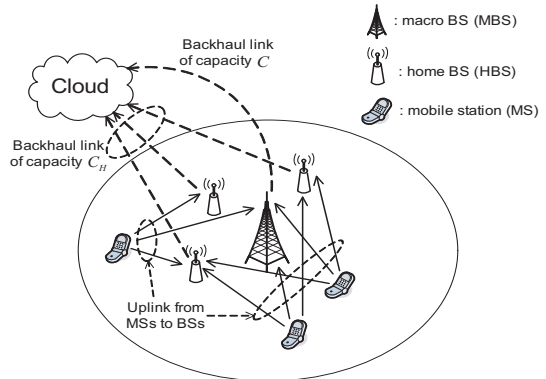 Backhaul link
of capacity C
Cloud
Backhaul link
of capacity C_H
Uplink from
MSs to BSs
: macro BS (MBS)
: home BS (HBS)
: mobile station (MS)